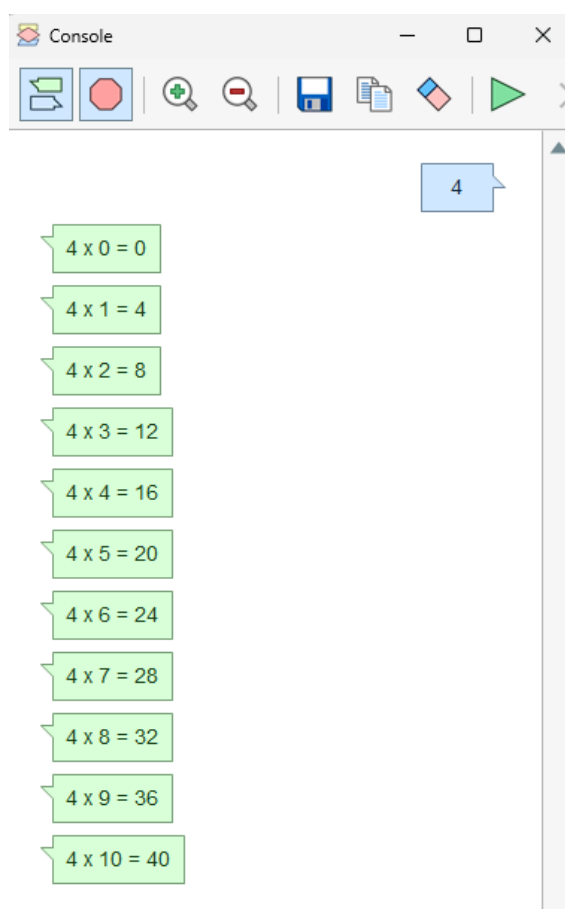 Console
4
4 x 0 = 0
4 x 1 = 4
4 x 2 = 8
4 x 3 = 12
4 x 4 = 16
4 x 5 = 20
4 x 6 = 24
4 x 7 = 28
4 x 8 = 32
4 x 9 = 36
4 x 10 = 40